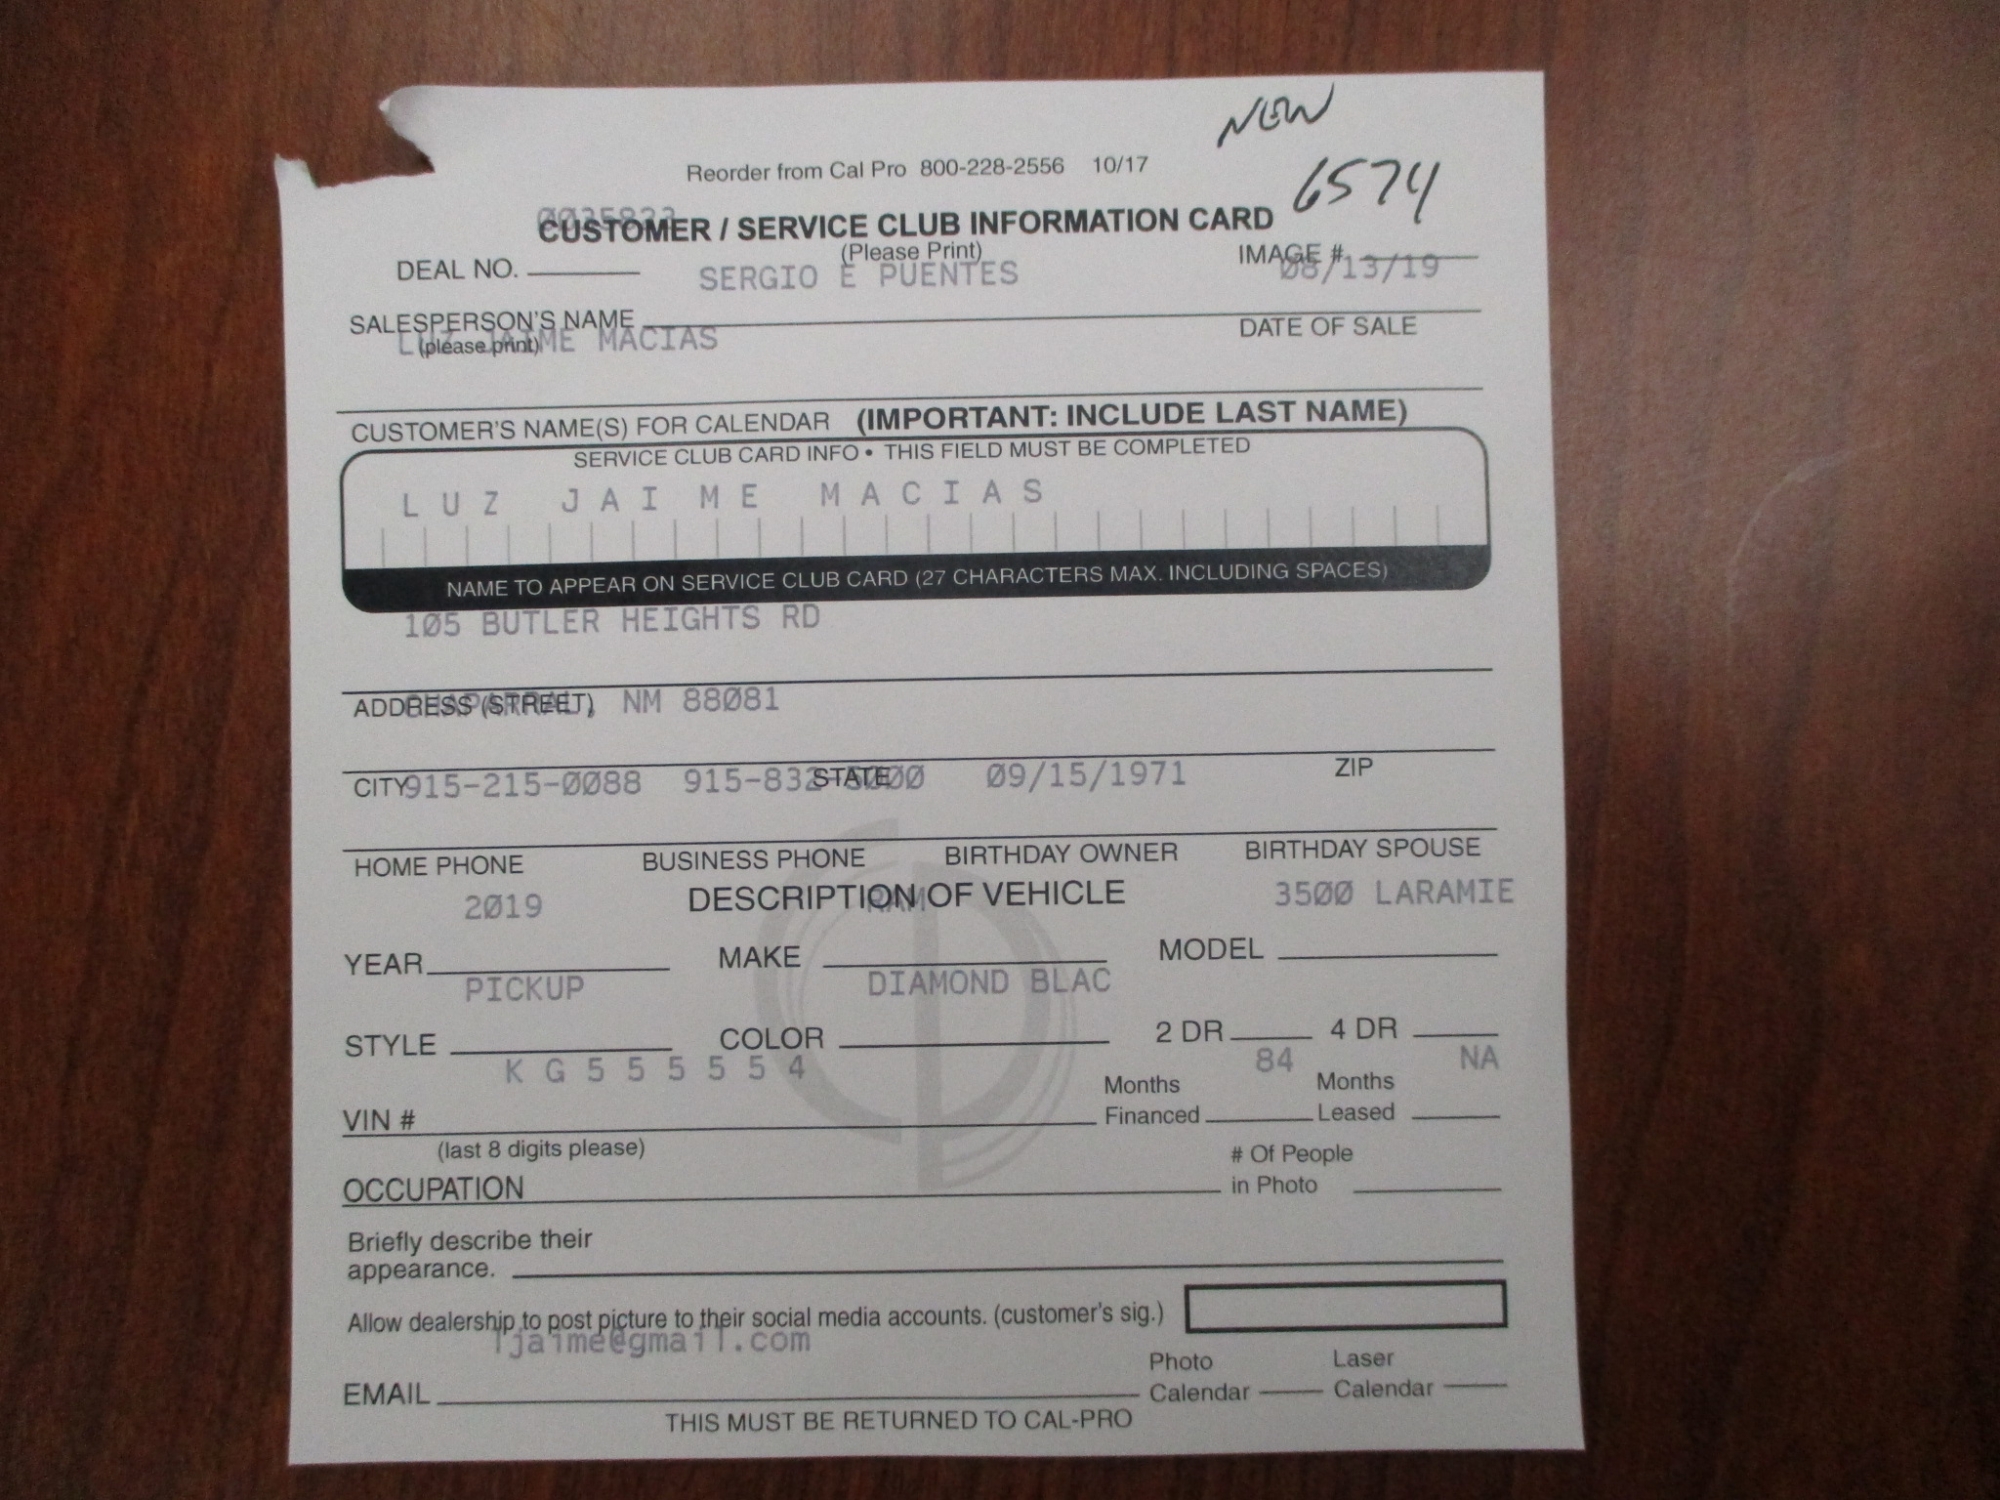 NEW
Reorder from Cal Pro 800-228-2556 10/17
6574
CUSTOMER / SERVICE CLUB INFORMATION CARD
(Please Print)
DEAL NO. IMAGE #
SERGIO E PUENTES 08/13/19
SALESPERSON'S NAME
(please print)
DATE OF SALE
LUZ JAIME MACIAS
CUSTOMER'S NAME(S) FOR CALENDAR (IMPORTANT: INCLUDE LAST NAME)
SERVICE CLUB CARD INFO • THIS FIELD MUST BE COMPLETED
LUZ JAIME MACIAS
NAME TO APPEAR ON SERVICE CLUB CARD (27 CHARACTERS MAX. INCLUDING SPACES)
105 BUTLER HEIGHTS RD
ADDRESS (STREET)
CHAPARRAL, NM 88081
CITY STATE ZIP
915-215-0088 915-832-5000 09/15/1971
HOME PHONE BUSINESS PHONE BIRTHDAY OWNER BIRTHDAY SPOUSE
DESCRIPTION OF VEHICLE
2019 RAM 3500 LARAMIE
YEAR MAKE MODEL
PICKUP DIAMOND BLAC
STYLE COLOR 2 DR 4 DR
KG555554 84 NA
VIN # Months Financed Months Leased
(last 8 digits please)
OCCUPATION # Of People in Photo
Briefly describe their
appearance.
Allow dealership to post picture to their social media accounts. (customer's sig.)
ljaime@gmail.com
EMAIL Photo Calendar Laser Calendar
THIS MUST BE RETURNED TO CAL-PRO